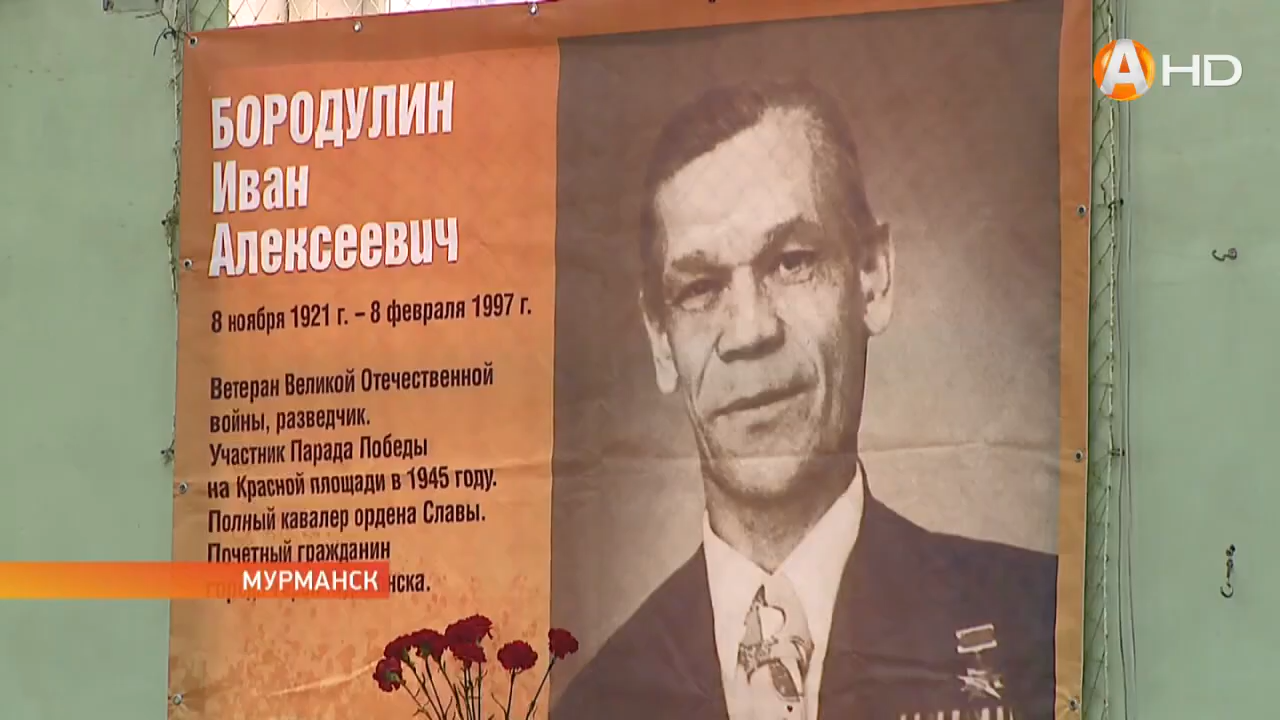 БОРОДУЛИН
Иван
Алексеевич
8 ноября 1921 г. – 8 февраля 1997 г.
Ветеран Великой Отечественной
войны, разведчик.
Участник Парада Победы
на Красной площади в 1945 году.
Полный кавалер ордена Славы.
Почетный гражданин
МУРМАНСК
A HD